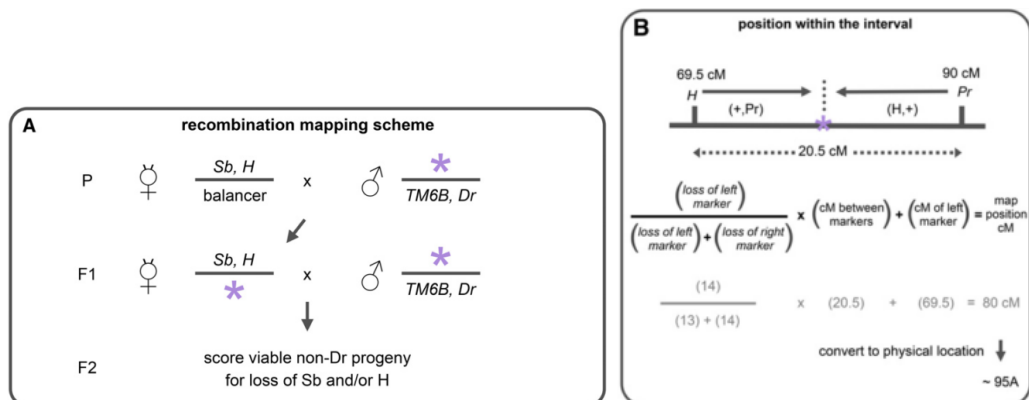 A
recombination mapping scheme
P
Sb, H
balancer
x
*
TM6B, Dr
F1
Sb, H
*
x
*
TM6B, Dr
F2
score viable non-Dr progeny
for loss of Sb and/or H
B
position within the interval
69.5 cM
90 cM
H
Pr
(+,Pr)
(H,+)
*
20.5 cM
(loss of left marker)
(loss of left marker) + (loss of right marker)
x (cM between markers) + (cM of left marker) = map position cM
(14)
(13) + (14)
x (20.5) + (69.5) = 80 cM
convert to physical location
~ 95A